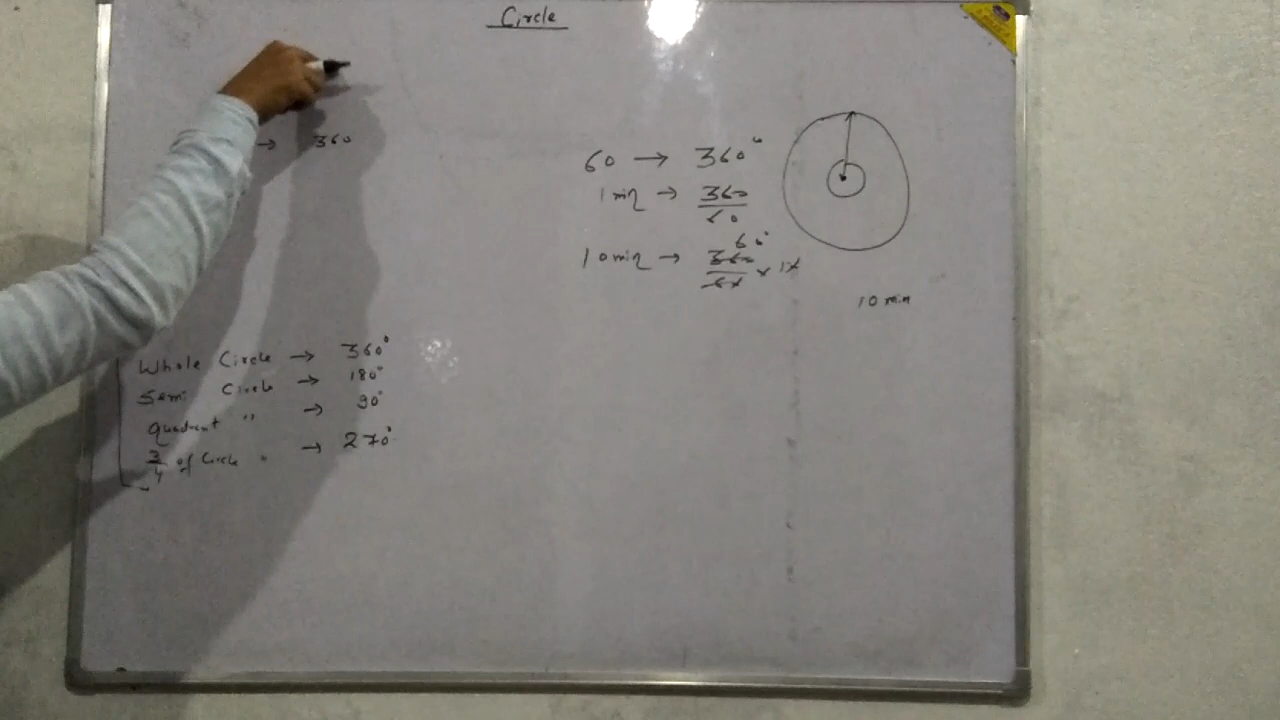 Circle
→ 360
60 → 360°
1 min → 360
60
10 min → 360 × 10
60
60°
10 min
Whole Circle → 360°
Semi Circle → 180°
quadrant " → 90°
3/4 of Circle " → 270°